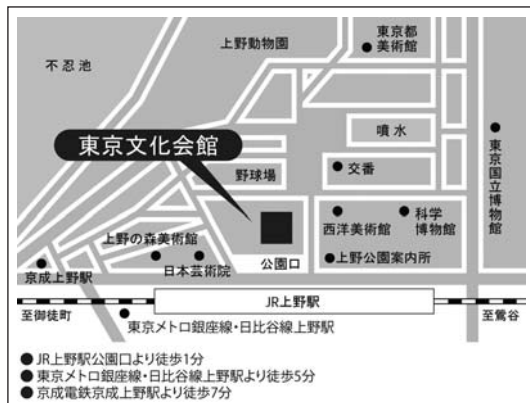 東京都
美術館
上野動物園
不忍池
噴水
東京文化会館
野球場
交番
東京国立博物館
上野の森美術館
西洋美術館
科学
博物館
京成上野駅
日本芸術院
公園口
上野公園案内所
JR上野駅
至御徒町
至鶯谷
東京メトロ銀座線・日比谷線上野駅
●JR上野駅公園口より徒歩1分
●東京メトロ銀座線・日比谷線上野駅より徒歩5分
●京成電鉄京成上野駅より徒歩7分